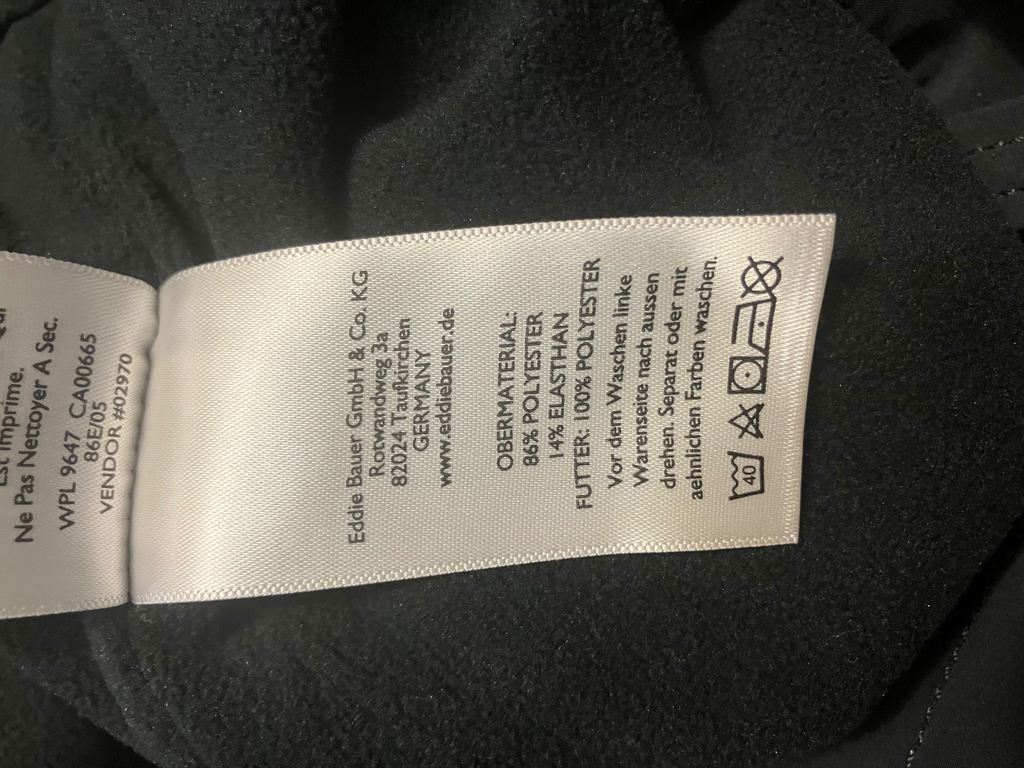 Est Imprime.
Ne Pas Nettoyer A Sec.
WPL 9647 CA00665
86E/05
VENDOR #02970
Eddie Bauer GmbH & Co. KG
Rotwandweg 3a
82024 Taufkirchen
GERMANY
www.eddiebauer.de
OBERMATERIAL:
86% POLYESTER
14% ELASTHAN
FUTTER: 100% POLYESTER
Vor dem Waschen linke
Warenseite nach aussen
drehen. Separat oder mit
aehnlichen Farben waschen.
40